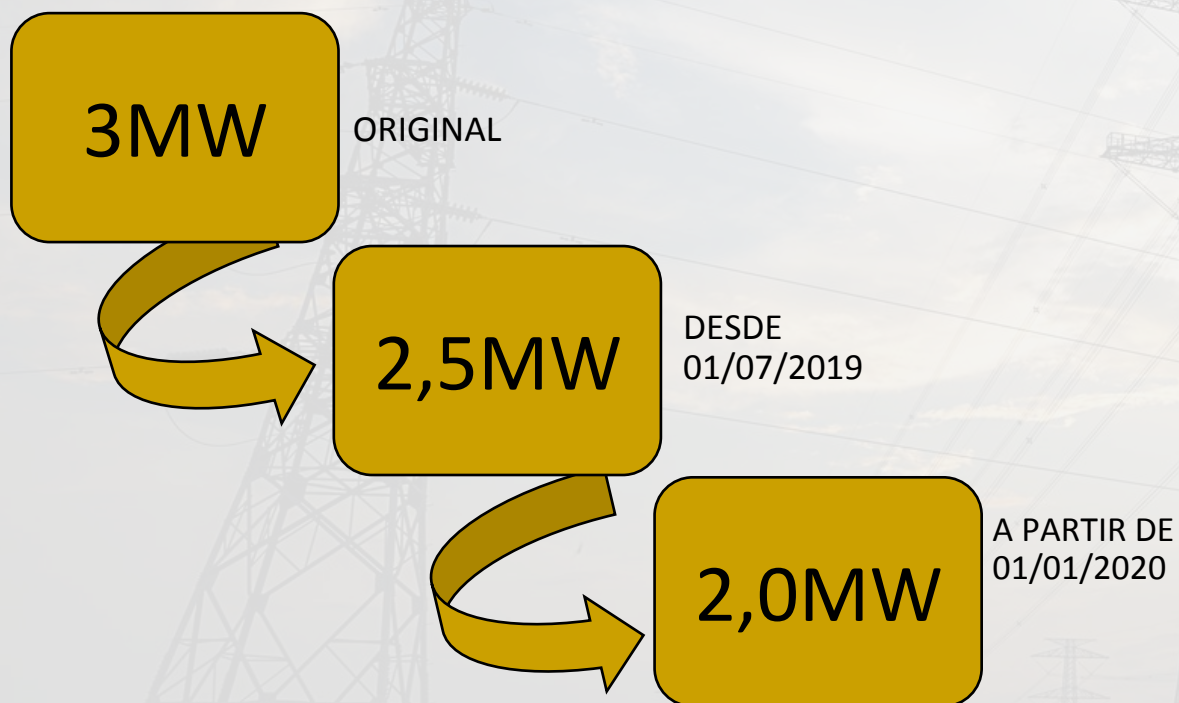 3MW
ORIGINAL
2,5MW
DESDE
01/07/2019
2,0MW
A PARTIR DE
01/01/2020